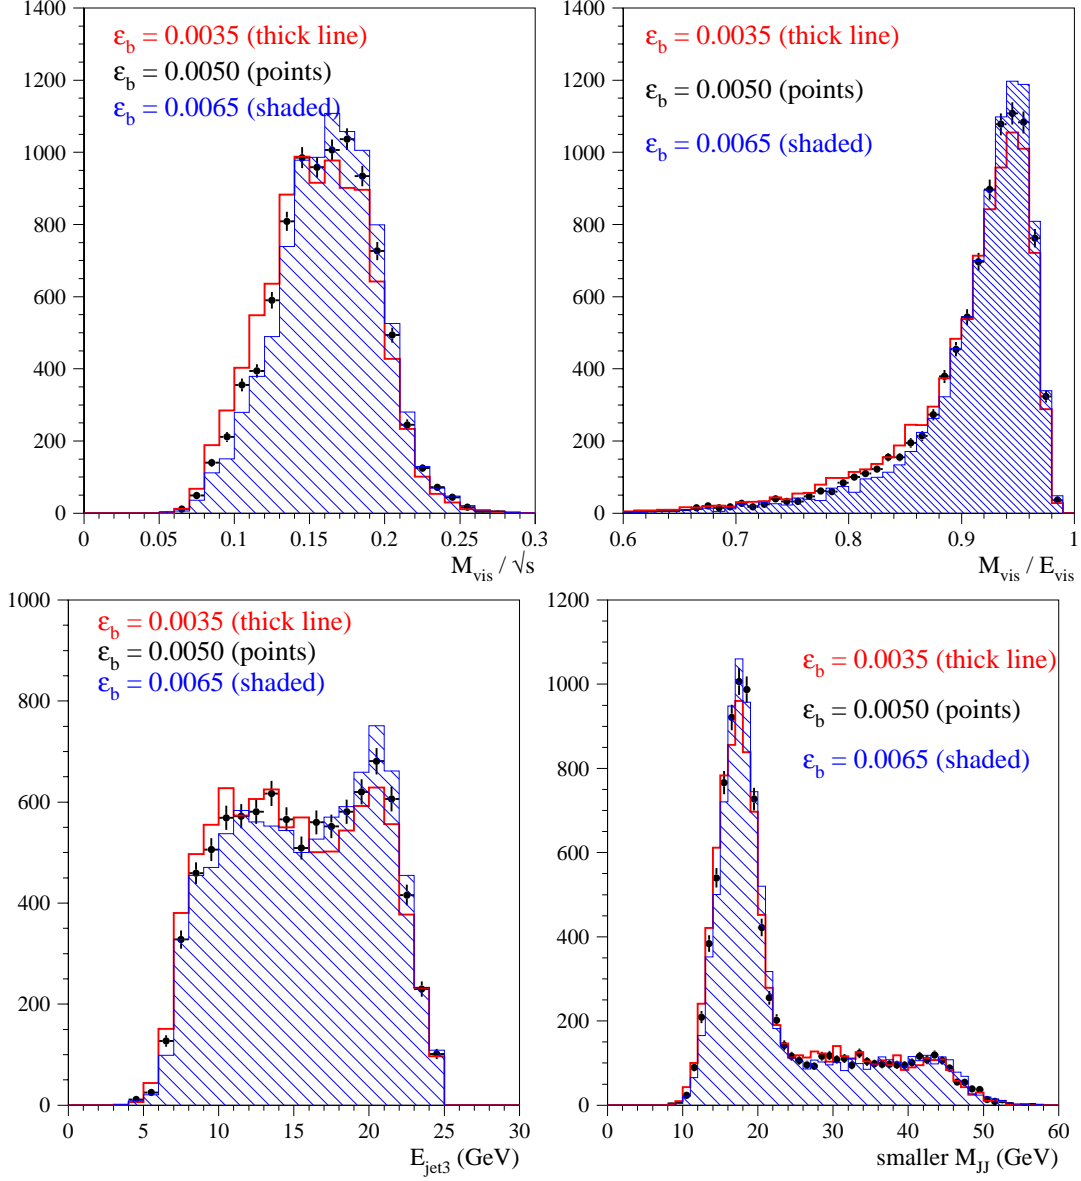 1400
1200
1000
800
600
400
200
0
0 0.05 0.1 0.15 0.2 0.25 0.3
M_vis / √s
ε_b = 0.0035 (thick line)
ε_b = 0.0050 (points)
ε_b = 0.0065 (shaded)
1400
1200
1000
800
600
400
200
0
0.6 0.7 0.8 0.9 1
M_vis / E_vis
ε_b = 0.0035 (thick line)
ε_b = 0.0050 (points)
ε_b = 0.0065 (shaded)
1000
800
600
400
200
0
0 5 10 15 20 25 30
E_jet3 (GeV)
ε_b = 0.0035 (thick line)
ε_b = 0.0050 (points)
ε_b = 0.0065 (shaded)
1200
1000
800
600
400
200
0
0 10 20 30 40 50 60
smaller M_JJ (GeV)
ε_b = 0.0035 (thick line)
ε_b = 0.0050 (points)
ε_b = 0.0065 (shaded)